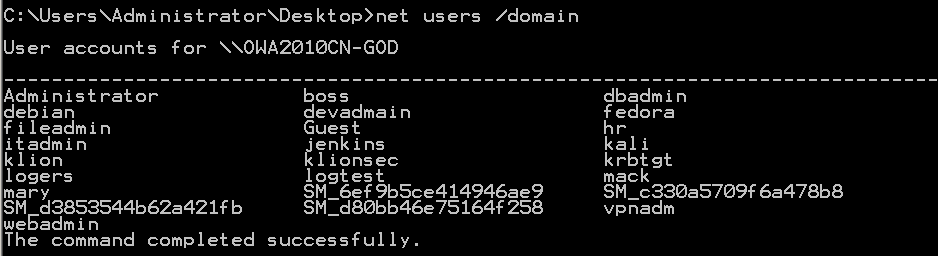 C:\Users\Administrator\Desktop>net users /domain
User accounts for \\OWA2010CN-GOD
-------------------------------------------------------------------------------
Administrator            boss                     dbadmin
debian                   devadmain                fedora
fileadmin                Guest                    hr
itadmin                  jenkins                  kali
klion                    klionsec                 krbtgt
logers                   logtest                  mack
mary                     SM_6ef9b5ce414946ae9     SM_c330a5709f6a478b8
SM_d3853544b62a421fb     SM_d80bb46e75164f258     vpnadm
webadmin
The command completed successfully.